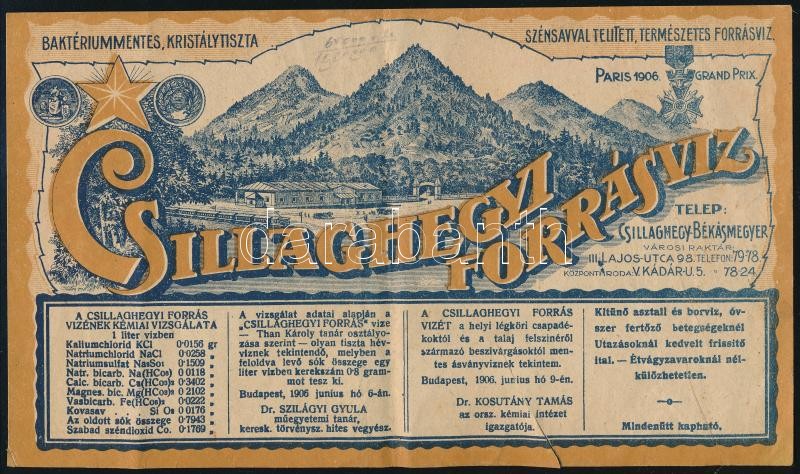 BAKTÉRIUMMENTES, KRISTÁLYTISZTA
SZÉNSAVVAL TELITETT, TERMÉSZETES FORRÁSVIZ.
PARIS 1906. GRAND PRIX.
CSILLAGHEGYI
FORRÁSVIZ
TELEP:
CSILLAGHEGY-BÉKÁSMEGYER
VÁROSI RAKTÁR:
III. LAJOS-UTCA 98. TELEFON: 79-78
KÖZPONTI IRODA: V. KÁDÁR-U. 5. " 78-24
A CSILLAGHEGYI FORRÁS
VIZÉNEK KÉMIAI VIZSGÁLATA
1 liter vizben
Kaliumchlorid KCl 0·0156 gr
Natriumchlorid NaCl 0·0258 "
Natriumsulfat Na₂So₄ 0·1509 "
Natr. bicarb. Na(HCo₃) 0·0118 "
Calc. bicarb. Ca(HCo₃)₂ 0·3402 "
Magnes. bic. Mg(HCo₃)₂ 0·2102 "
Vasbicarb. Fe(HCo₃)₂ 0·0222 "
Kovasav . . Si O₂ 0·0176 "
Az oldott sók összege 0·7943 "
Szabad széndioxid Co₂ 0·1769 "
A vizsgálat adatai alapján a
„CSILLAGHEGYI FORRÁS" vize
— Than Károly tanár osztályo-
zása szerint — olyan tiszta hév-
viznek tekintendő, melyben a
feloldva levő sók összege egy
liter vizben kerekszám 0·8 gram-
mot tesz ki.
Budapest, 1906 junius hó 6-án.
Dr. SZILÁGYI GYULA
műegyetemi tanár,
keresk. törvénysz. hites vegyész.
A CSILLAGHEGYI FORRÁS
VIZÉT a helyi légköri csapadé-
koktól és a talaj felszinéről
származó beszivárgásoktól men-
tes ásványviznek tekintem.
Budapest, 1906. junius hó 9-én.
Dr. KOSUTÁNY TAMÁS
az orsz. kémiai intézet
igazgatója.
Kitünő asztali és borviz, óv-
szer fertőző betegségeknél
Utazásoknál kedvelt frissitő
ital. — Étvágyzavaroknál nél-
külözhetetlen.
Mindenütt kapható.
darabanth.com